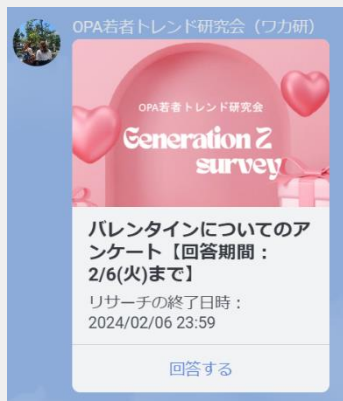 OPA若者トレンド研究会（ワカ研）
OPA若者トレンド研究会
Generation Z
survey
バレンタインについてのア
ンケート【回答期間：
2/6(火)まで】
リサーチの終了日時：
2024/02/06 23:59
回答する